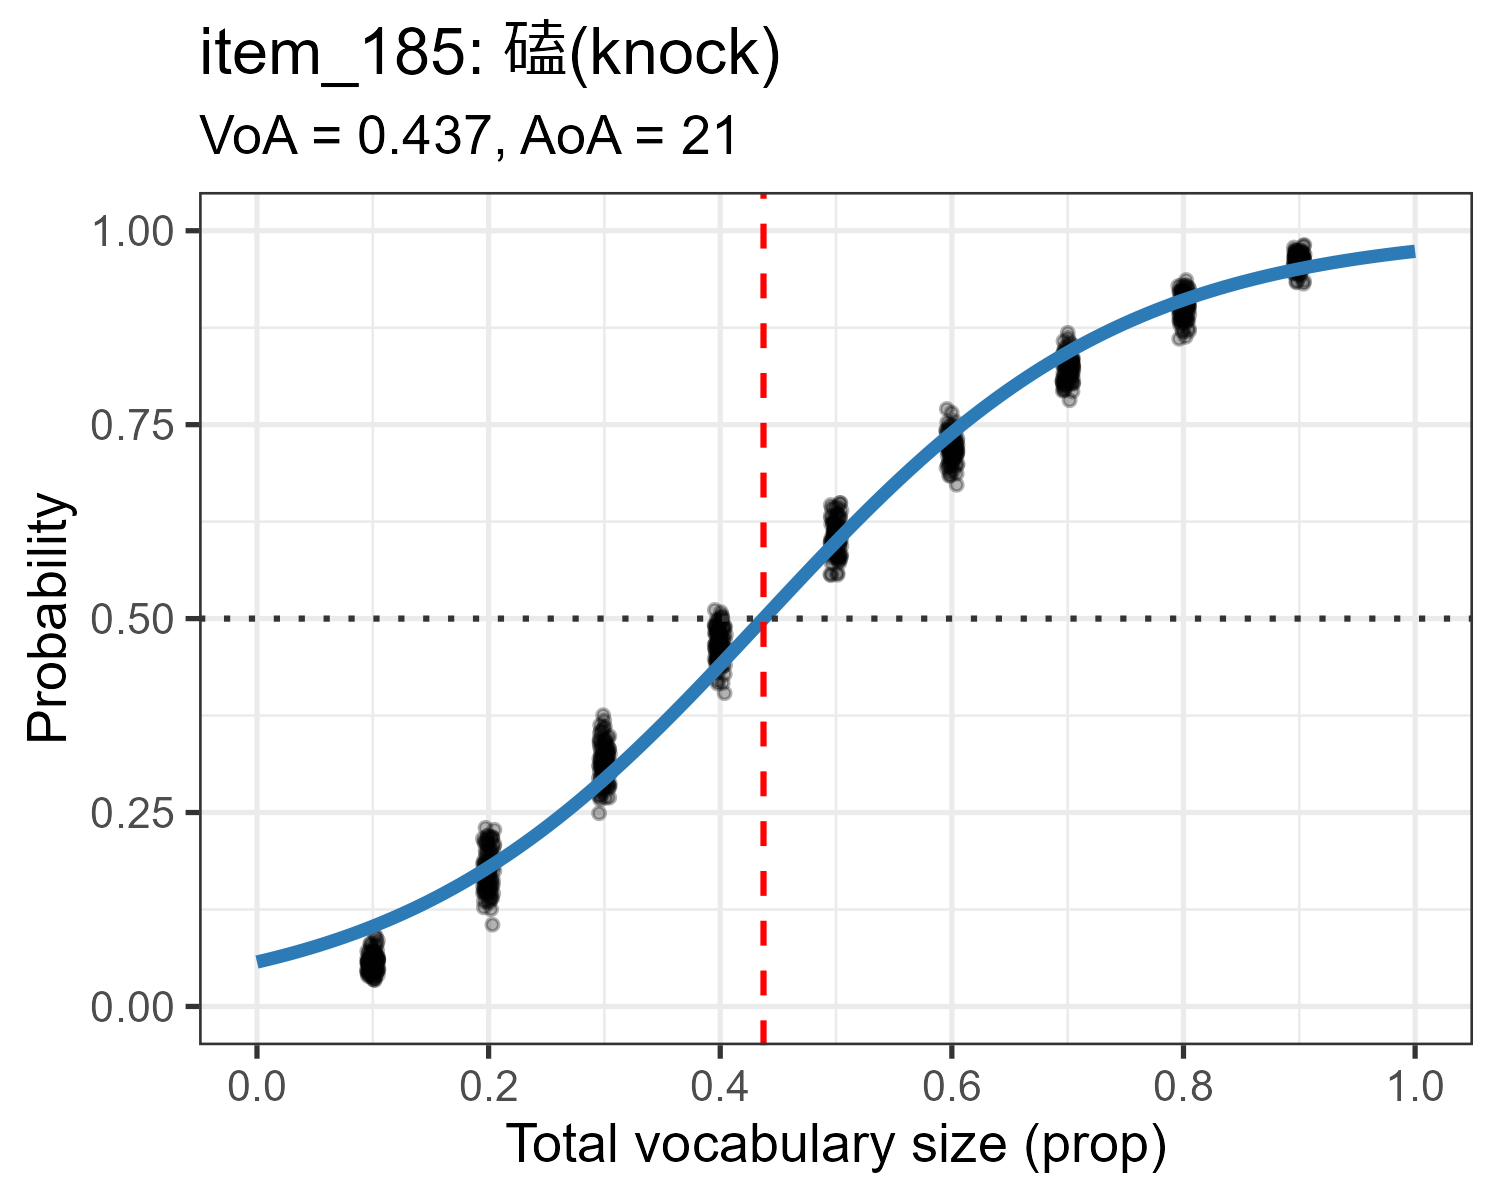 item_185: 磕(knock)
VoA = 0.437, AoA = 21
1.00
0.75
0.50
0.25
0.00
Probability
0.0 0.2 0.4 0.6 0.8 1.0
Total vocabulary size (prop)